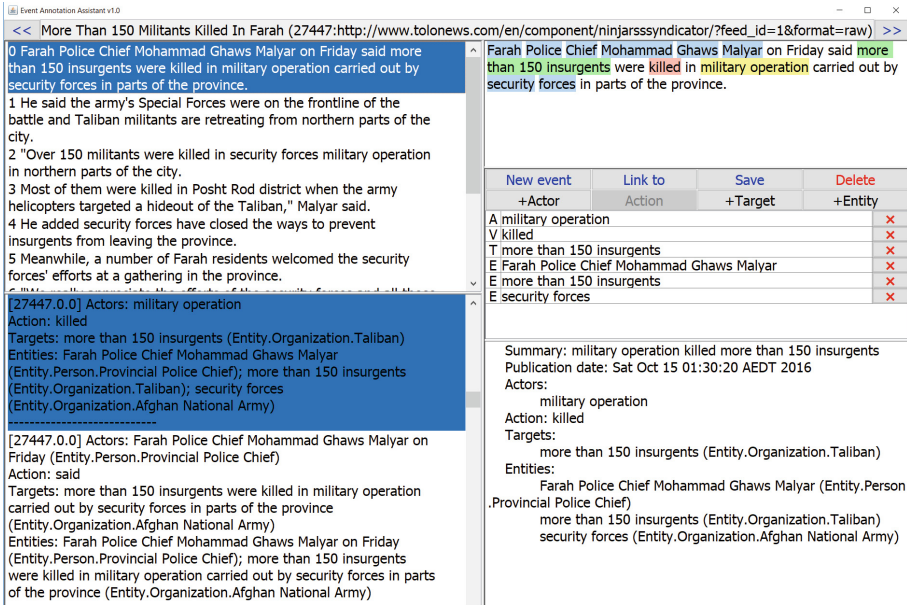 Event Annotation Assistant v1.0
<< More Than 150 Militants Killed In Farah (27447:http://www.tolonews.com/en/component/ninjarsssyndicator/?feed_id=1&format=raw) >>
0 Farah Police Chief Mohammad Ghaws Malyar on Friday said more
than 150 insurgents were killed in military operation carried out by
security forces in parts of the province.
1 He said the army's Special Forces were on the frontline of the
battle and Taliban militants are retreating from northern parts of the
city.
2 "Over 150 militants were killed in security forces military operation
in northern parts of the city.
3 Most of them were killed in Posht Rod district when the army
helicopters targeted a hideout of the Taliban," Malyar said.
4 He added security forces have closed the ways to prevent
insurgents from leaving the province.
5 Meanwhile, a number of Farah residents welcomed the security
forces' efforts at a gathering in the province.
[27447.0.0] Actors: military operation
Action: killed
Targets: more than 150 insurgents (Entity.Organization.Taliban)
Entities: Farah Police Chief Mohammad Ghaws Malyar
(Entity.Person.Provincial Police Chief); more than 150 insurgents
(Entity.Organization.Taliban); security forces
(Entity.Organization.Afghan National Army)
----------------------------
[27447.0.0] Actors: Farah Police Chief Mohammad Ghaws Malyar on
Friday (Entity.Person.Provincial Police Chief)
Action: said
Targets: more than 150 insurgents were killed in military operation
carried out by security forces in parts of the province
(Entity.Organization.Afghan National Army)
Entities: Farah Police Chief Mohammad Ghaws Malyar on Friday
(Entity.Person.Provincial Police Chief); more than 150 insurgents
were killed in military operation carried out by security forces in parts
of the province (Entity.Organization.Afghan National Army)
Farah Police Chief Mohammad Ghaws Malyar on Friday said more
than 150 insurgents were killed in military operation carried out by
security forces in parts of the province.
New event Link to Save Delete
+Actor Action +Target +Entity
A military operation
V killed
T more than 150 insurgents
E Farah Police Chief Mohammad Ghaws Malyar
E more than 150 insurgents
E security forces
Summary: military operation killed more than 150 insurgents
Publication date: Sat Oct 15 01:30:20 AEDT 2016
Actors:
military operation
Action: killed
Targets:
more than 150 insurgents (Entity.Organization.Taliban)
Entities:
Farah Police Chief Mohammad Ghaws Malyar (Entity.Person
.Provincial Police Chief)
more than 150 insurgents (Entity.Organization.Taliban)
security forces (Entity.Organization.Afghan National Army)